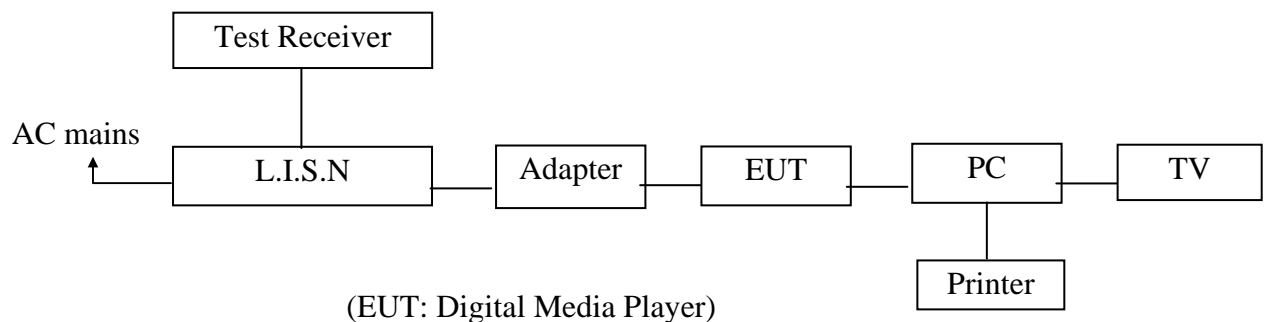 Test Receiver
AC mains
L.I.S.N
Adapter
EUT
PC
TV
Printer
(EUT: Digital Media Player)